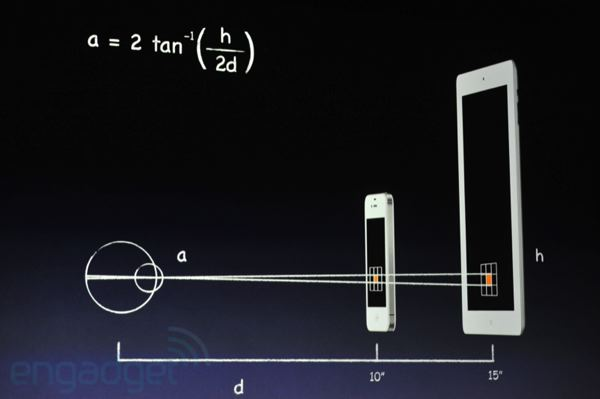 a = 2 tan⁻¹(h/2d)
a
h
10"
15"
d
engadget